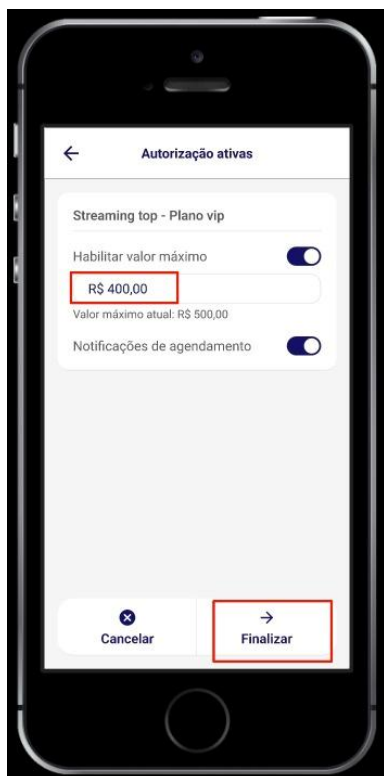 Autorização ativas
Streaming top - Plano vip
Habilitar valor máximo
R$ 400,00
Valor máximo atual: R$ 500,00
Notificações de agendamento
Cancelar
Finalizar